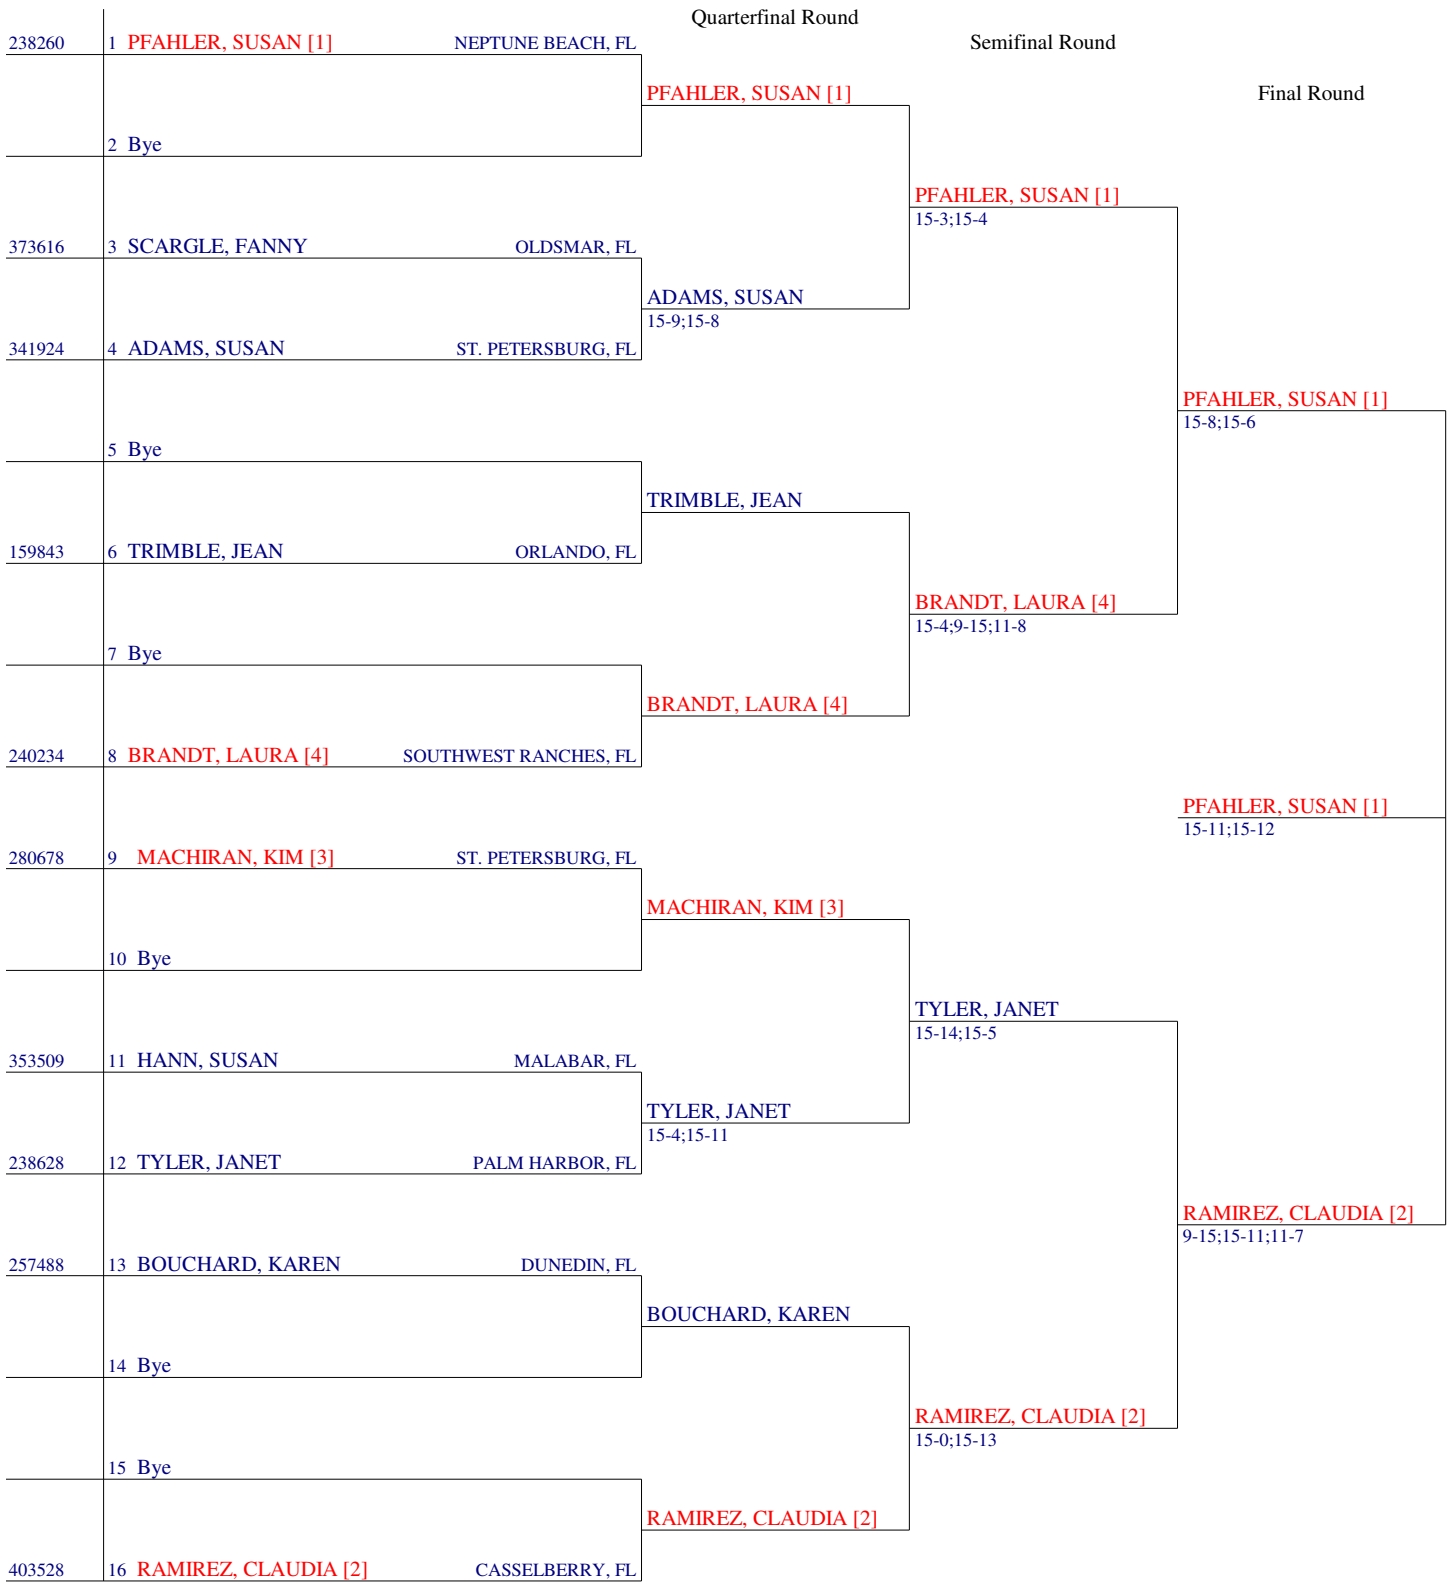 Quarterfinal Round
238260 1 PFAHLER, SUSAN [1] NEPTUNE BEACH, FL Semifinal Round
PFAHLER, SUSAN [1] Final Round
2 Bye
PFAHLER, SUSAN [1]
15-3;15-4
373616 3 SCARGLE, FANNY OLDSMAR, FL
ADAMS, SUSAN
15-9;15-8
341924 4 ADAMS, SUSAN ST. PETERSBURG, FL
PFAHLER, SUSAN [1]
15-8;15-6
5 Bye
TRIMBLE, JEAN
159843 6 TRIMBLE, JEAN ORLANDO, FL
BRANDT, LAURA [4]
15-4;9-15;11-8
7 Bye
BRANDT, LAURA [4]
240234 8 BRANDT, LAURA [4] SOUTHWEST RANCHES, FL
PFAHLER, SUSAN [1]
15-11;15-12
280678 9 MACHIRAN, KIM [3] ST. PETERSBURG, FL
MACHIRAN, KIM [3]
10 Bye
TYLER, JANET
15-14;15-5
353509 11 HANN, SUSAN MALABAR, FL
TYLER, JANET
15-4;15-11
238628 12 TYLER, JANET PALM HARBOR, FL
RAMIREZ, CLAUDIA [2]
9-15;15-11;11-7
257488 13 BOUCHARD, KAREN DUNEDIN, FL
BOUCHARD, KAREN
14 Bye
RAMIREZ, CLAUDIA [2]
15-0;15-13
15 Bye
RAMIREZ, CLAUDIA [2]
403528 16 RAMIREZ, CLAUDIA [2] CASSELBERRY, FL